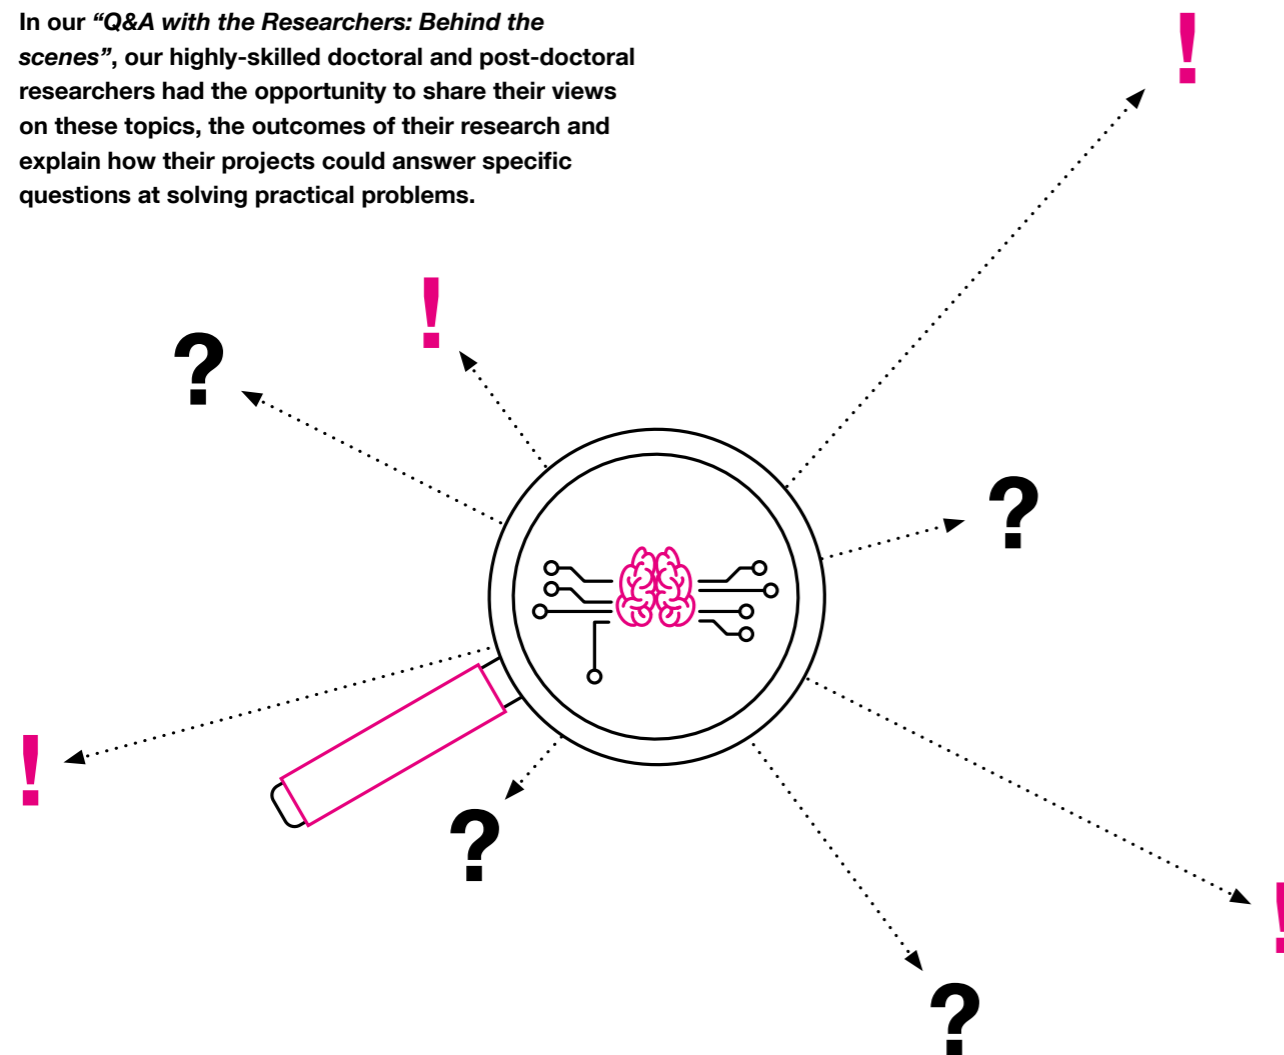 In our “Q&A with the Researchers: Behind the
scenes”, our highly-skilled doctoral and post-doctoral
researchers had the opportunity to share their views
on these topics, the outcomes of their research and
explain how their projects could answer specific
questions at solving practical problems.
!
!
?
?
!
?
!
?